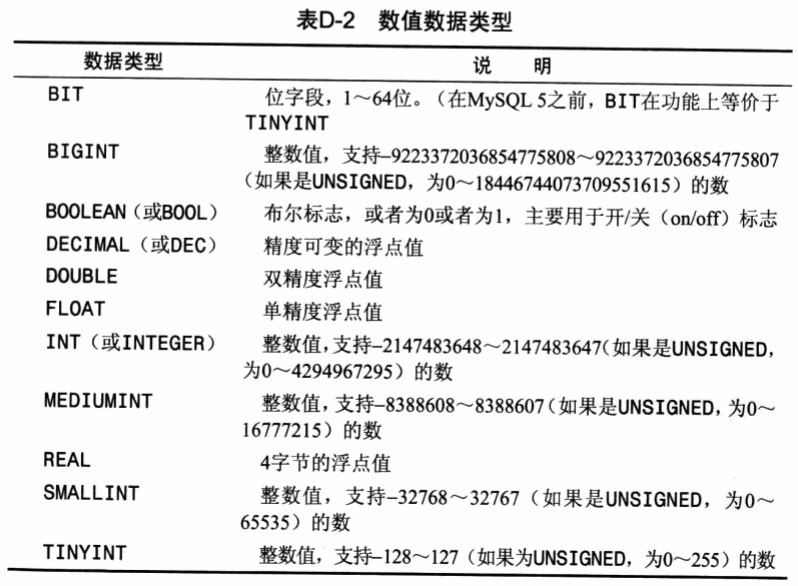 表D-2 数值数据类型
数据类型 说 明
BIT 位字段，1～64位。（在MySQL 5之前，BIT在功能上等价于
TINYINT
BIGINT 整数值，支持–9223372036854775808～9223372036854775807
（如果是UNSIGNED，为0～18446744073709551615）的数
BOOLEAN（或BOOL） 布尔标志，或者为0或者为1，主要用于开/关（on/off）标志
DECIMAL（或DEC） 精度可变的浮点值
DOUBLE 双精度浮点值
FLOAT 单精度浮点值
INT（或INTEGER） 整数值，支持–2147483648～2147483647（如果是UNSIGNED，
为0～4294967295）的数
MEDIUMINT 整数值，支持–8388608～8388607（如果是UNSIGNED，为0～
16777215）的数
REAL 4字节的浮点值
SMALLINT 整数值，支持–32768～32767（如果是UNSIGNED，为0～
65535）的数
TINYINT 整数值，支持–128～127（如果为UNSIGNED，为0～255）的数